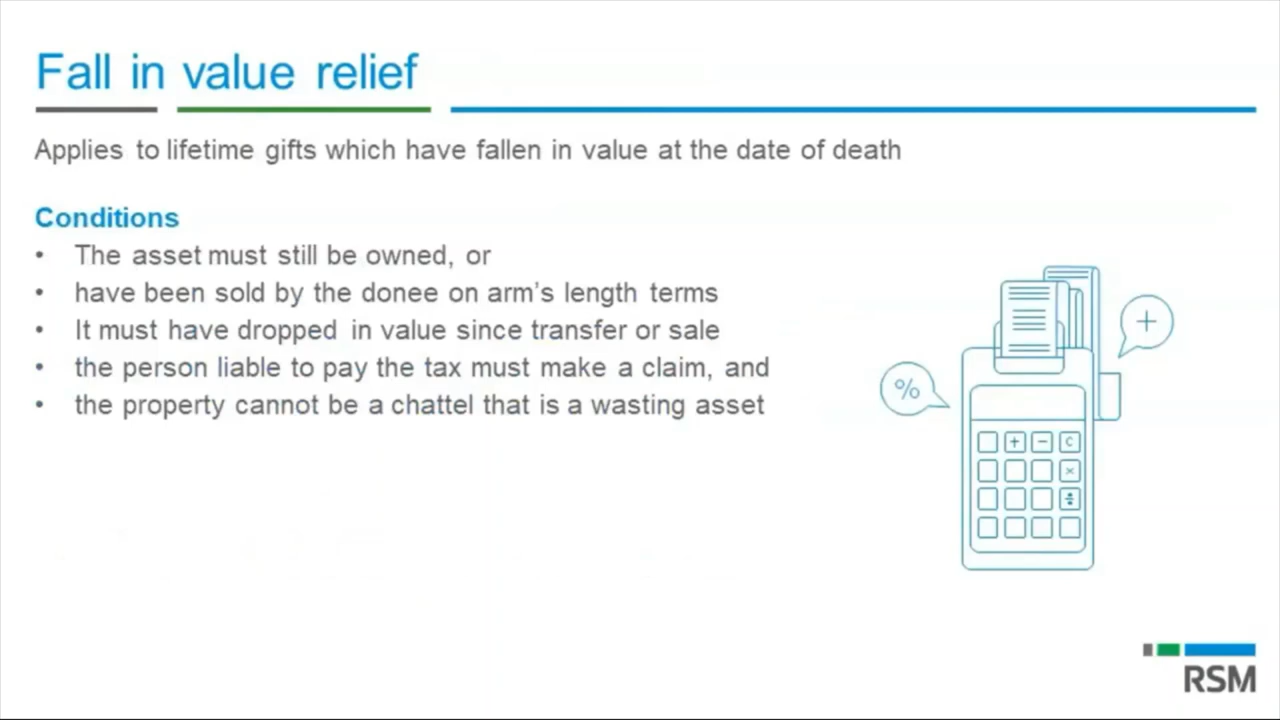 Fall in value relief
Applies to lifetime gifts which have fallen in value at the date of death
Conditions
• The asset must still be owned, or
• have been sold by the donee on arm's length terms
• It must have dropped in value since transfer or sale
• the person liable to pay the tax must make a claim, and
• the property cannot be a chattel that is a wasting asset
+
%
+ − C
×
÷
RSM